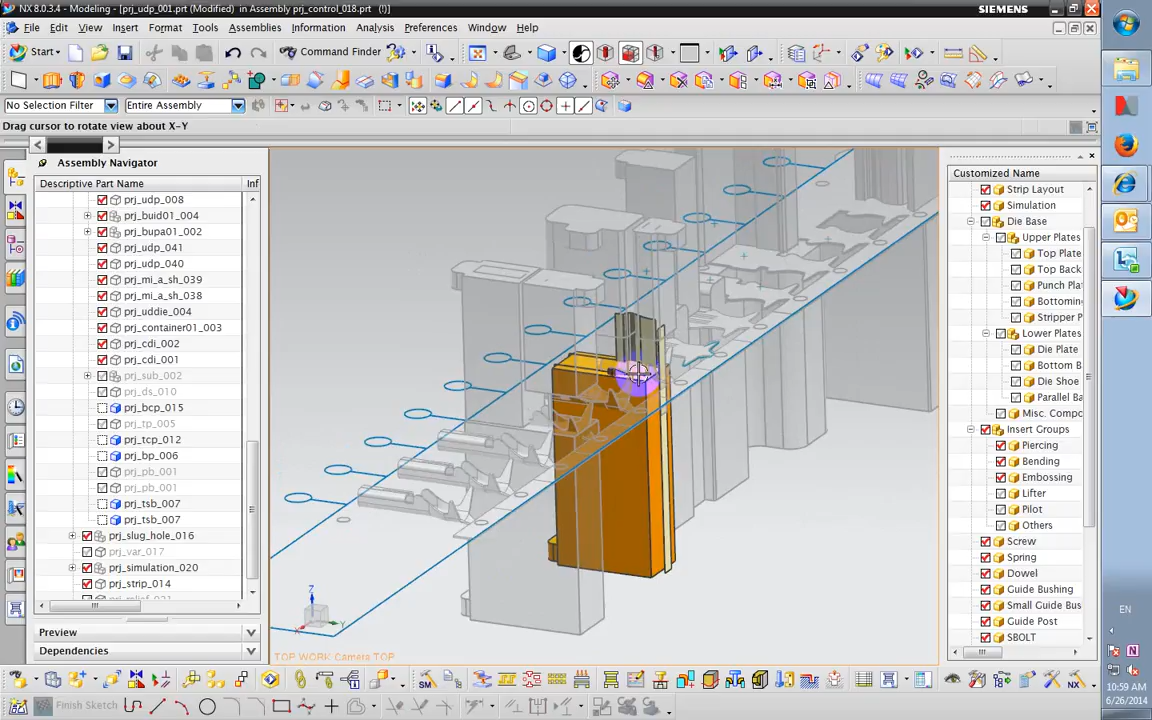 NX 8.0.3.4 - Modeling - [prj_udp_001.prt (Modified) in Assembly prj_control_018.prt (!)]
SIEMENS
File Edit View Insert Format Tools Assemblies Information Analysis Preferences Window Help
Start
Command Finder
No Selection Filter
Entire Assembly
Drag cursor to rotate view about X-Y
Assembly Navigator
Descriptive Part Name
Inf
prj_udp_008
prj_buid01_004
prj_bupa01_002
prj_udp_041
prj_udp_040
prj_mi_a_sh_039
prj_mi_a_sh_038
prj_uddie_004
prj_container01_003
prj_cdi_002
prj_cdi_001
prj_sub_002
prj_ds_010
prj_bcp_015
prj_tp_005
prj_tcp_012
prj_bp_006
prj_pb_001
prj_pb_001
prj_tsb_007
prj_tsb_007
prj_slug_hole_016
prj_var_017
prj_simulation_020
prj_strip_014
Preview
Dependencies
Z
X
Y
TOP WORK Camera TOP
Customized Name
Strip Layout
Simulation
Die Base
Upper Plates
Top Plate
Top Back
Punch Pla
Bottomin
Stripper P
Lower Plates
Die Plate
Bottom B
Die Shoe
Parallel Ba
Misc. Compo
Insert Groups
Piercing
Bending
Embossing
Lifter
Pilot
Others
Screw
Spring
Dowel
Guide Bushing
Small Guide Bus
Guide Post
SBOLT
SM
NX
Finish Sketch
EN
10:59 AM
6/26/2014